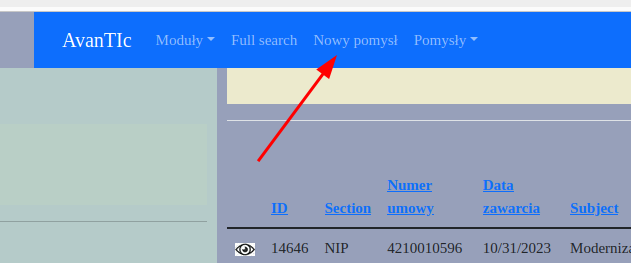 AvanTIc Moduły Full search Nowy pomysł Pomysły
ID Section Numer umowy Data zawarcia Subject
14646 NIP 4210010596 10/31/2023